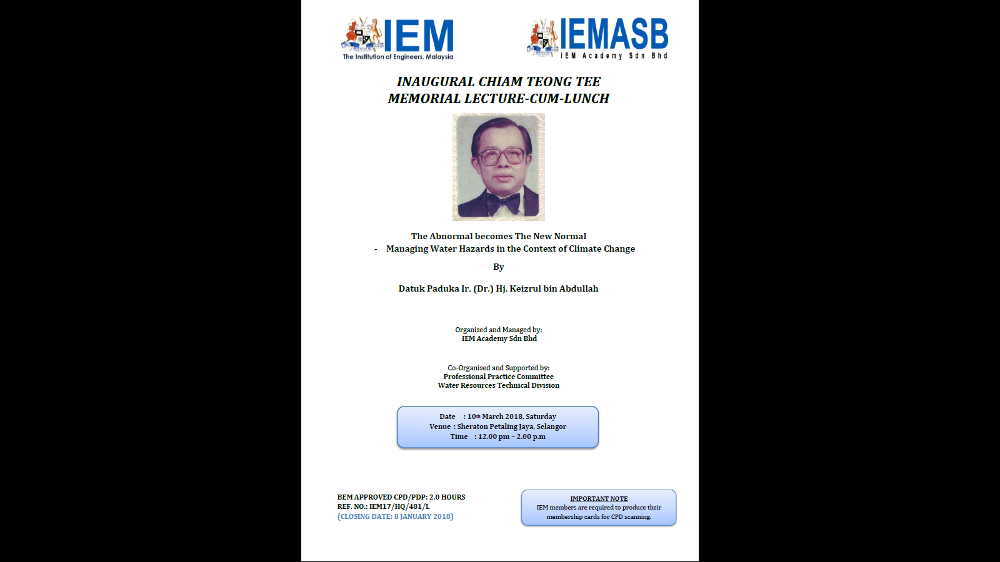 IEM
The Institution of Engineers, Malaysia
IEMASB
IEM Academy Sdn Bhd
INAUGURAL CHIAM TEONG TEE
MEMORIAL LECTURE-CUM-LUNCH
The Abnormal becomes The New Normal
- Managing Water Hazards in the Context of Climate Change
By
Datuk Paduka Ir. (Dr.) Hj. Keizrul bin Abdullah
Organised and Managed by:
IEM Academy Sdn Bhd
Co-Organised and Supported by:
Professional Practice Committee
Water Resources Technical Division
Date : 10th March 2018, Saturday
Venue : Sheraton Petaling Jaya, Selangor
Time : 12.00 pm – 2.00 p.m
BEM APPROVED CPD/PDP: 2.0 HOURS
REF. NO.: IEM17/HQ/481/L
(CLOSING DATE: 8 JANUARY 2018)
IMPORTANT NOTE
IEM members are required to produce their
membership cards for CPD scanning.